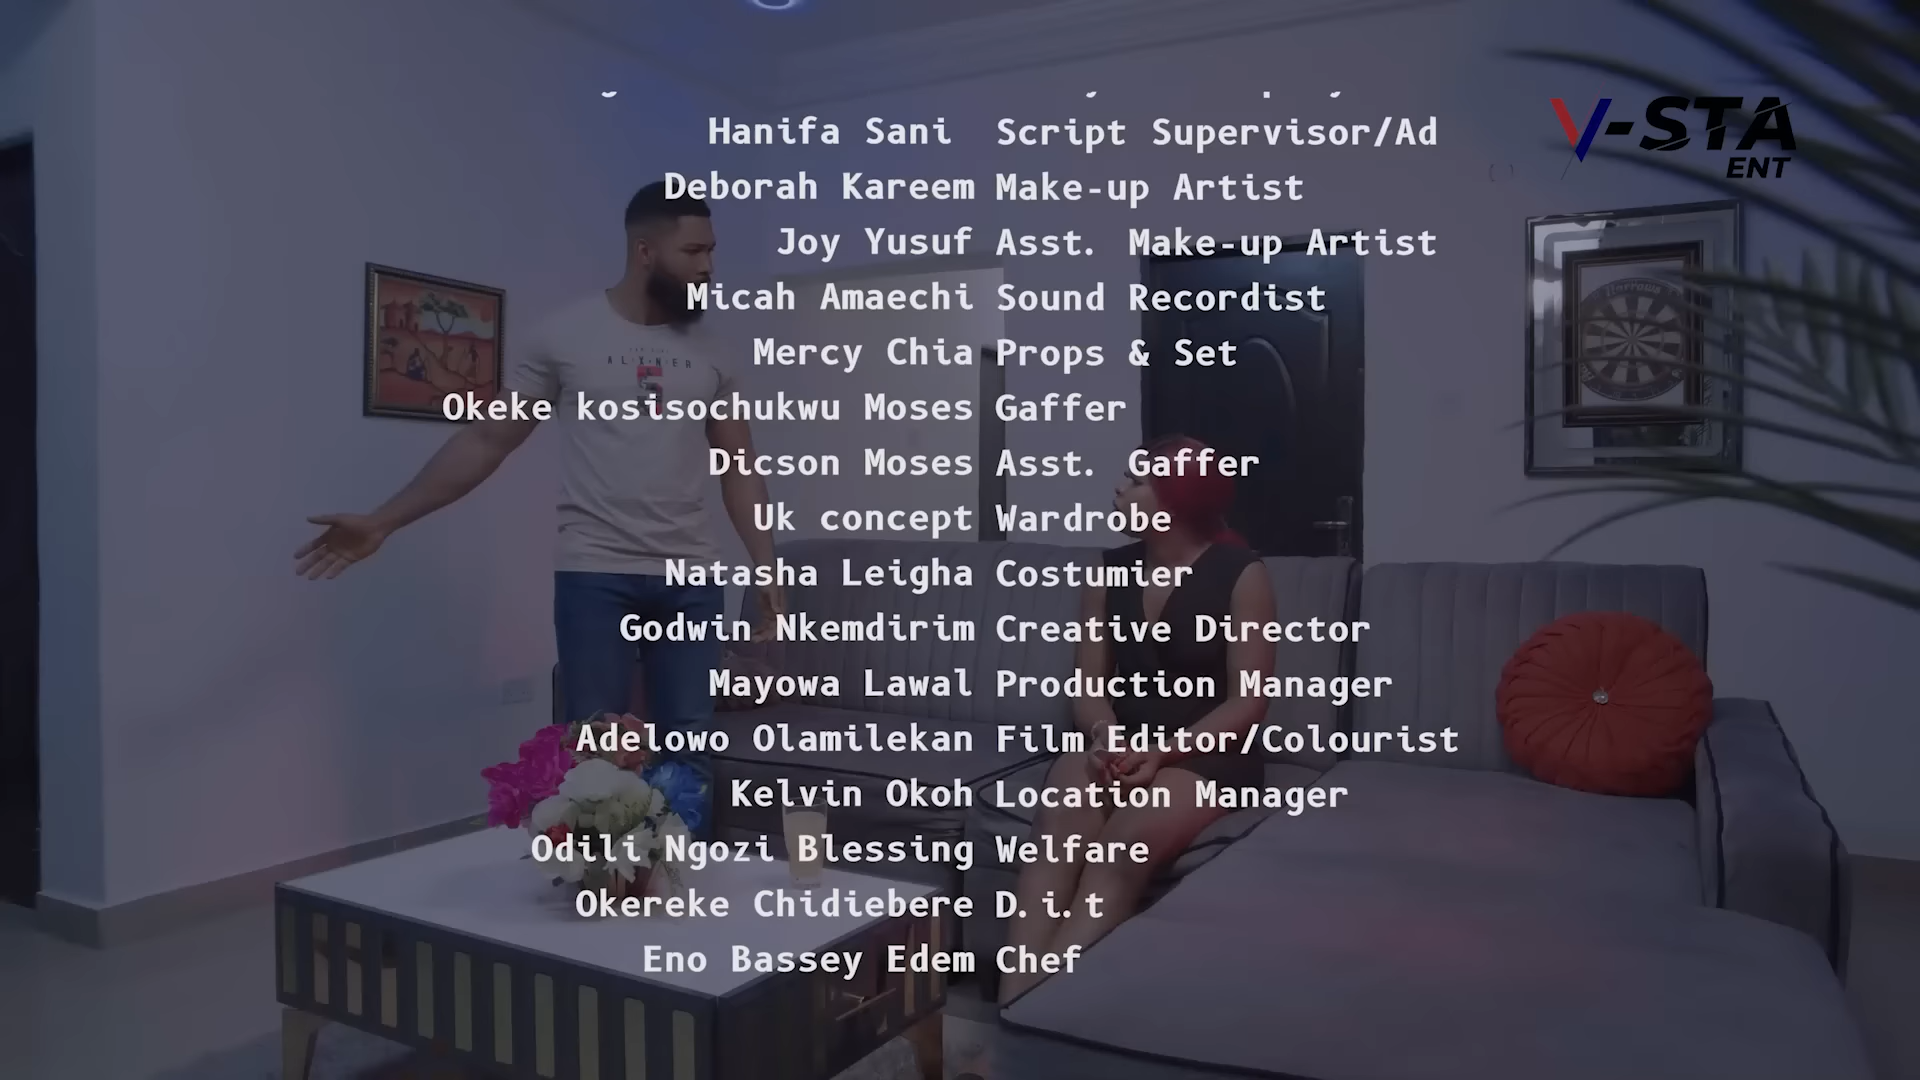 V-STA
ENT
Hanifa Sani Script Supervisor/Ad
Deborah Kareem Make-up Artist
Joy Yusuf Asst. Make-up Artist
Micah Amaechi Sound Recordist
Mercy Chia Props & Set
Okeke kosisochukwu Moses Gaffer
Dicson Moses Asst. Gaffer
Uk concept Wardrobe
Natasha Leigha Costumier
Godwin Nkemdirim Creative Director
Mayowa Lawal Production Manager
Adelowo Olamilekan Film Editor/Colourist
Kelvin Okoh Location Manager
Odili Ngozi Blessing Welfare
Okereke Chidiebere D.i.t
Eno Bassey Edem Chef